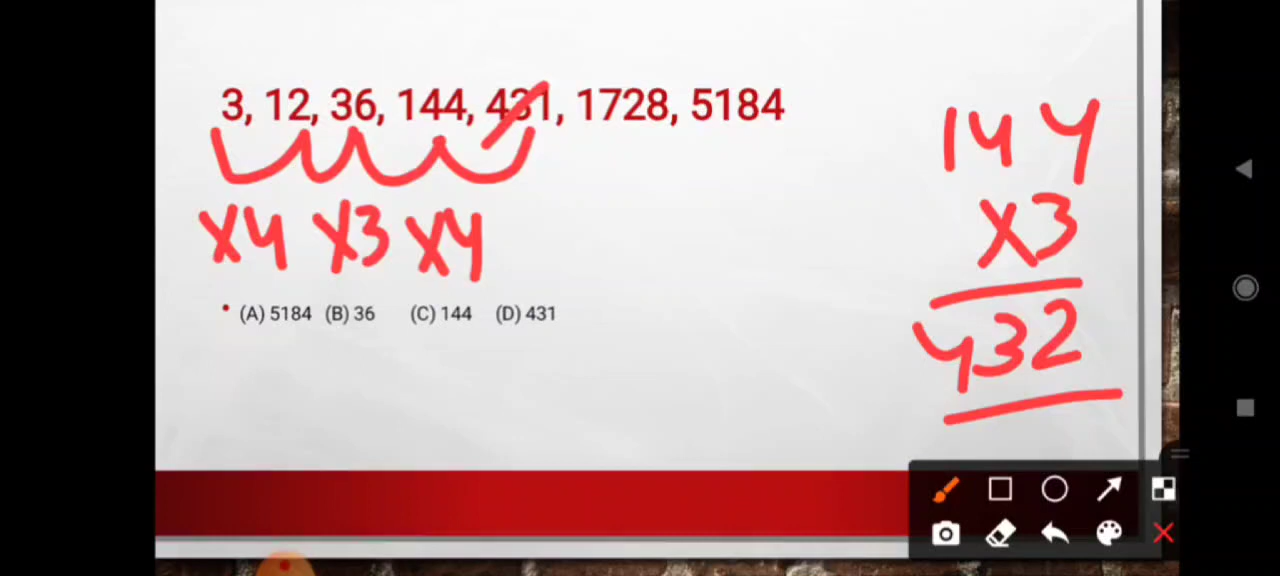 3, 12, 36, 144, 431, 1728, 5184
x4 x3 x4
(A) 5184 (B) 36 (C) 144 (D) 431
144
x3
432